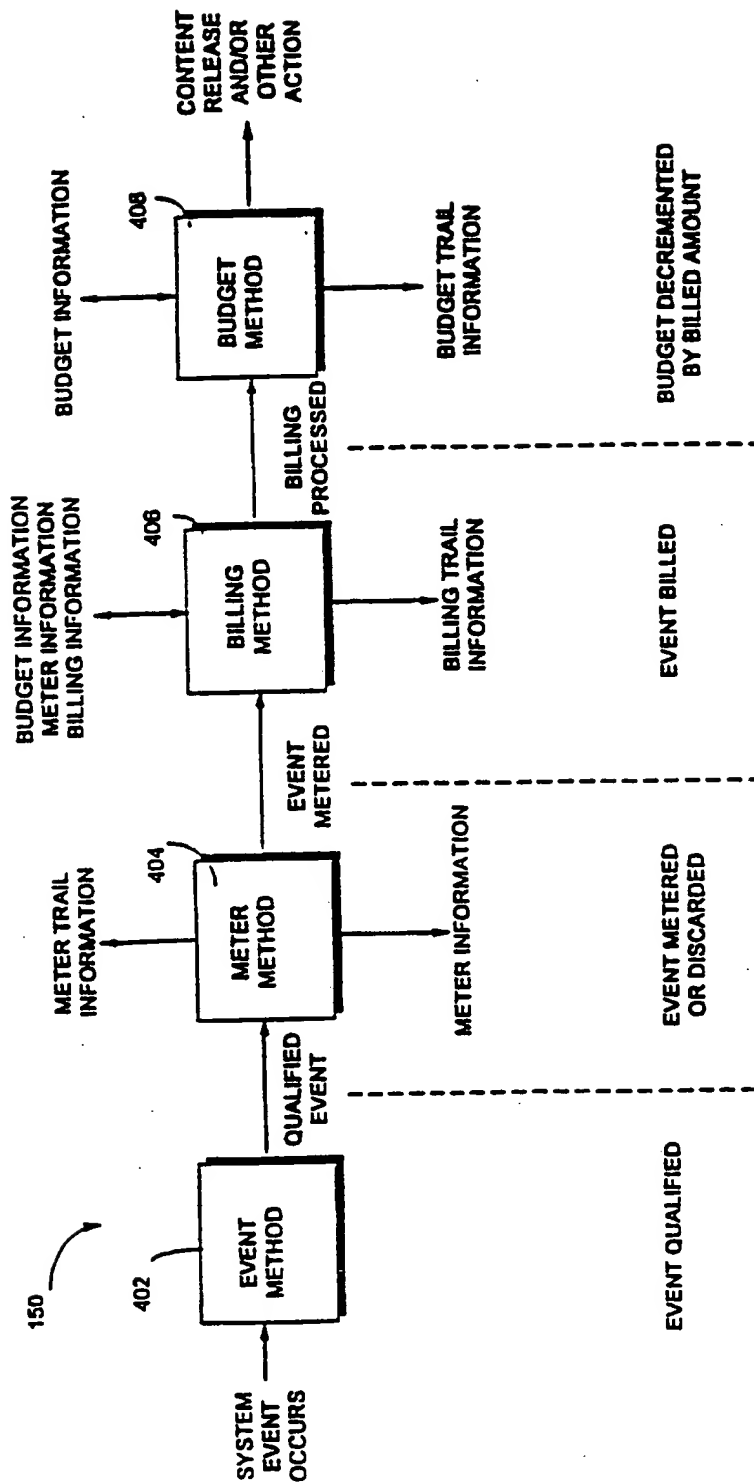 150
SYSTEM
EVENT
OCCURS
402
EVENT
METHOD
QUALIFIED
EVENT
EVENT QUALIFIED
METER TRAIL
INFORMATION
404
METER
METHOD
METER INFORMATION
EVENT METERED
OR DISCARDED
EVENT
METERED
BUDGET INFORMATION
METER INFORMATION
BILLING INFORMATION
406
BILLING
METHOD
BILLING TRAIL
INFORMATION
EVENT BILLED
BILLING
PROCESSED
BUDGET INFORMATION
408
BUDGET
METHOD
BUDGET TRAIL
INFORMATION
BUDGET DECREMENTED
BY BILLED AMOUNT
CONTENT
RELEASE
AND/OR
OTHER
ACTION